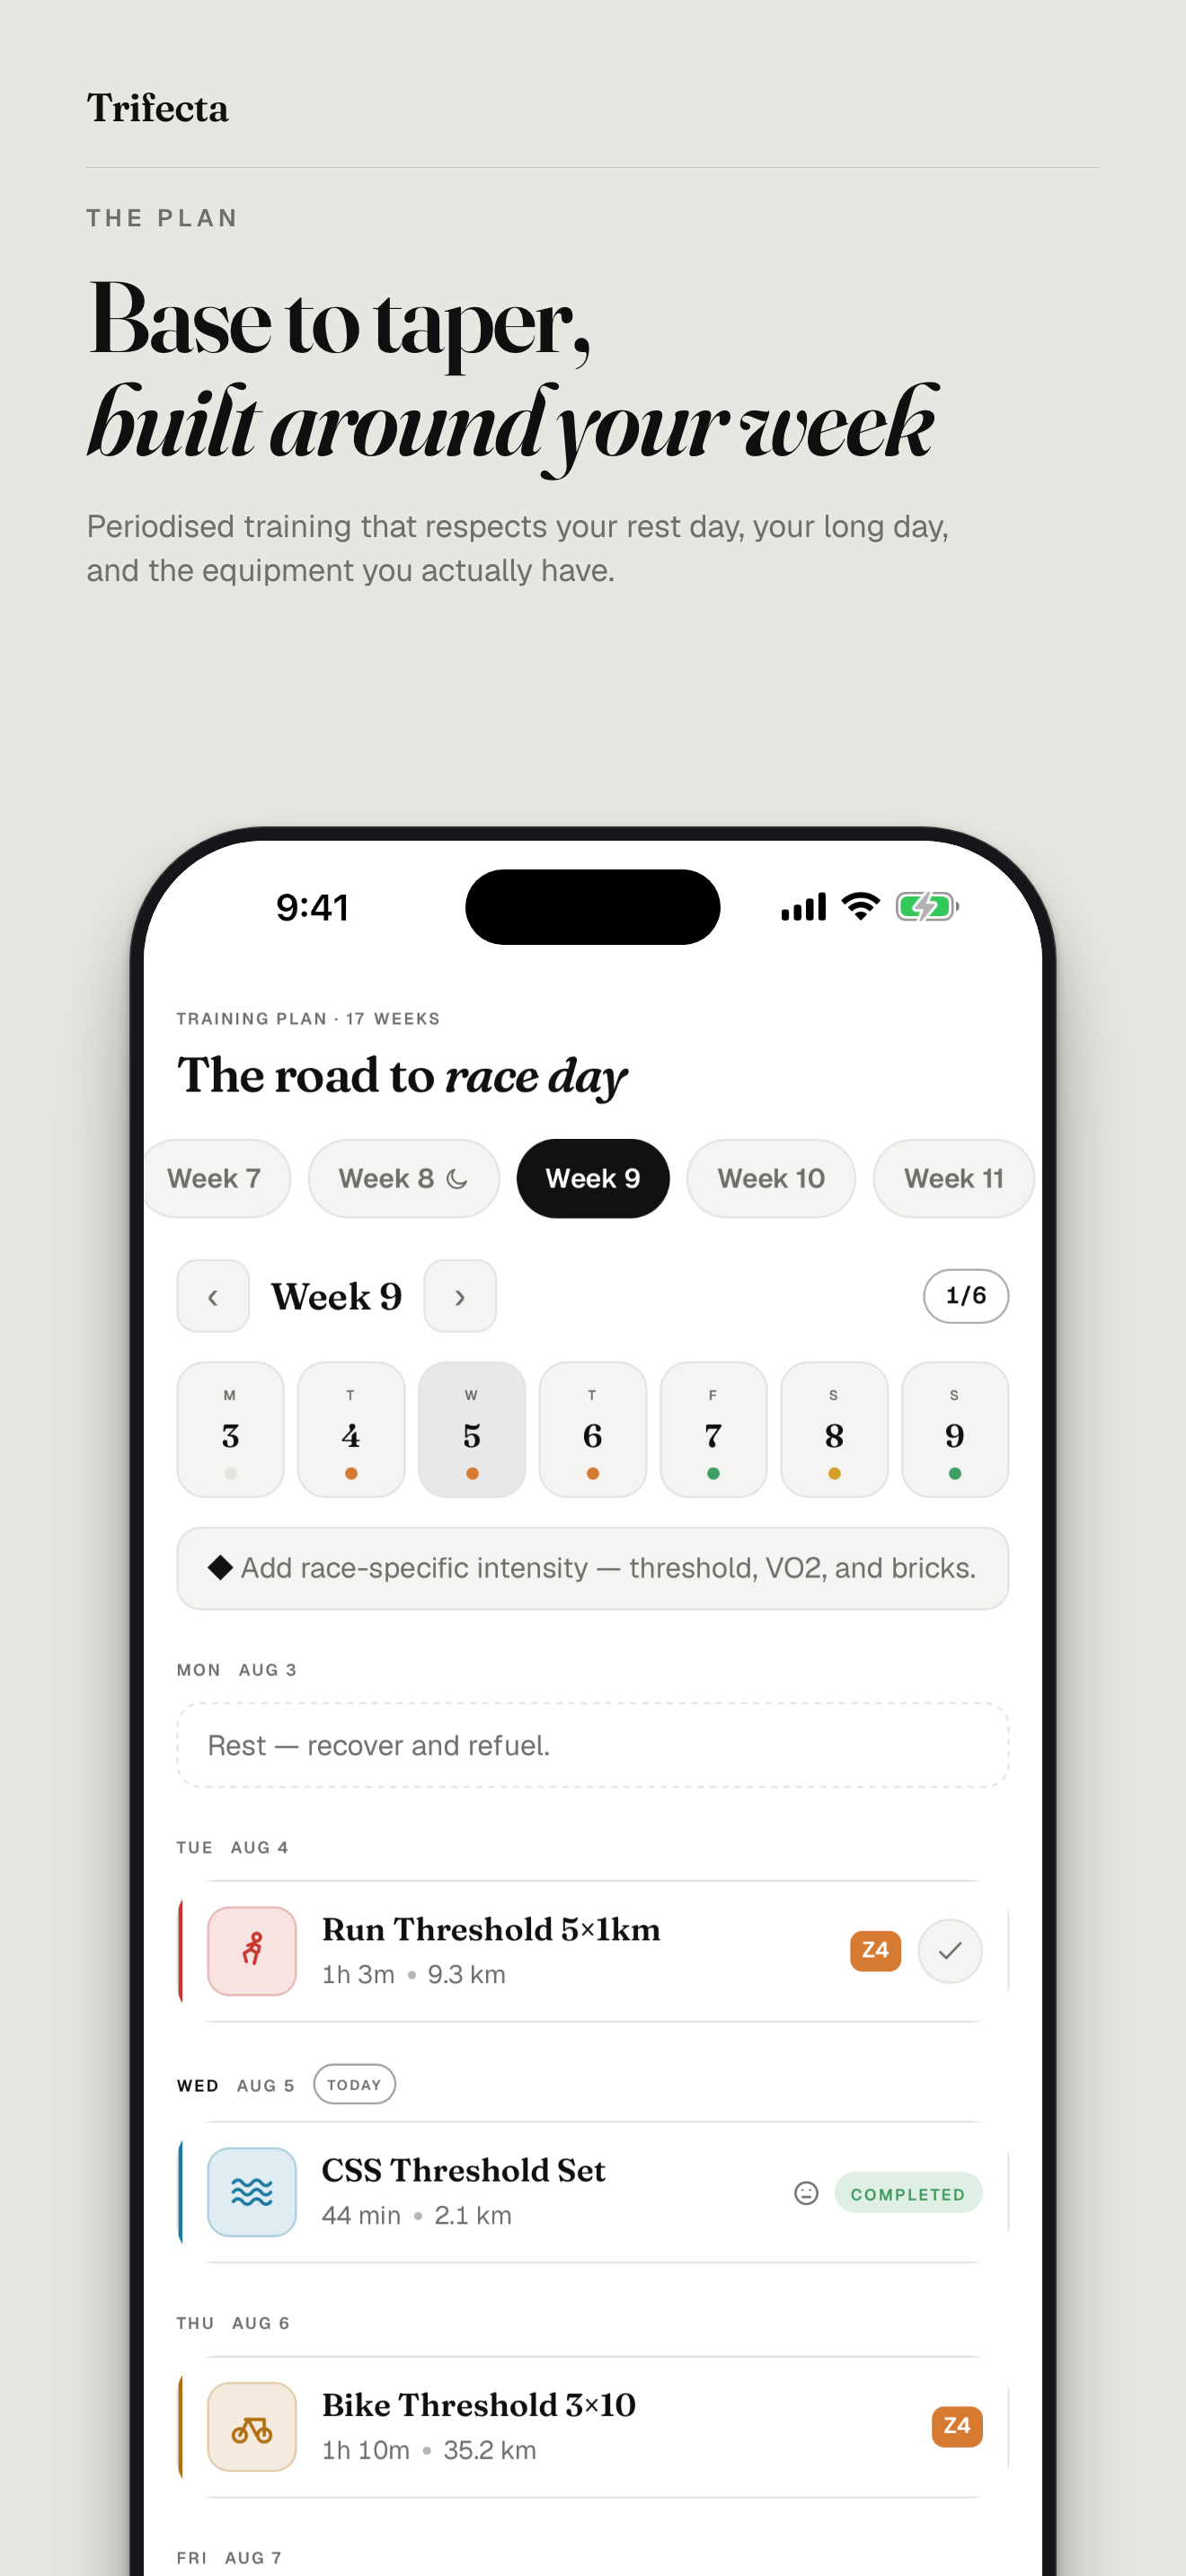 Trifecta
THE PLAN
Base to taper,
built around your week
Periodised training that respects your rest day, your long day,
and the equipment you actually have.
9:41
TRAINING PLAN · 17 WEEKS
The road to race day
Week 7 Week 8 Week 9 Week 10 Week 11
‹ Week 9 › 1/6
M T W T F S S
3 4 5 6 7 8 9
◆ Add race-specific intensity — threshold, VO2, and bricks.
MON AUG 3
Rest — recover and refuel.
TUE AUG 4
Run Threshold 5×1km
1h 3m • 9.3 km
Z4
WED AUG 5 TODAY
CSS Threshold Set
44 min • 2.1 km
COMPLETED
THU AUG 6
Bike Threshold 3×10
1h 10m • 35.2 km
Z4
FRI AUG 7